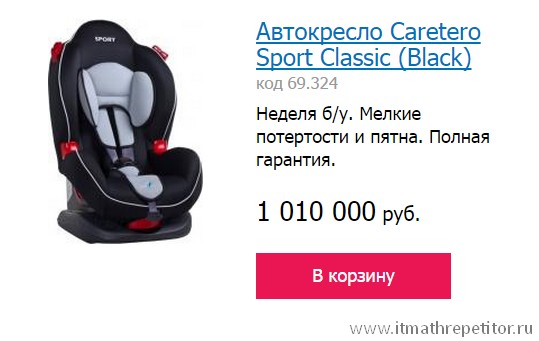 SPORT
Автокресло Caretero
Sport Classic (Black)
код 69.324
Неделя б/у. Мелкие
потертости и пятна. Полная
гарантия.
1 010 000 руб.
В корзину
www.itmathrepetitor.ru